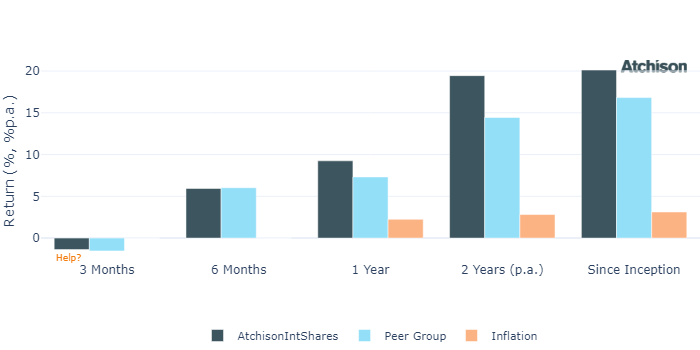 Atchison
20
15
10
5
0
Return (%, %p.a.)
Help?
3 Months
6 Months
1 Year
2 Years (p.a.)
Since Inception
AtchisonIntShares
Peer Group
Inflation